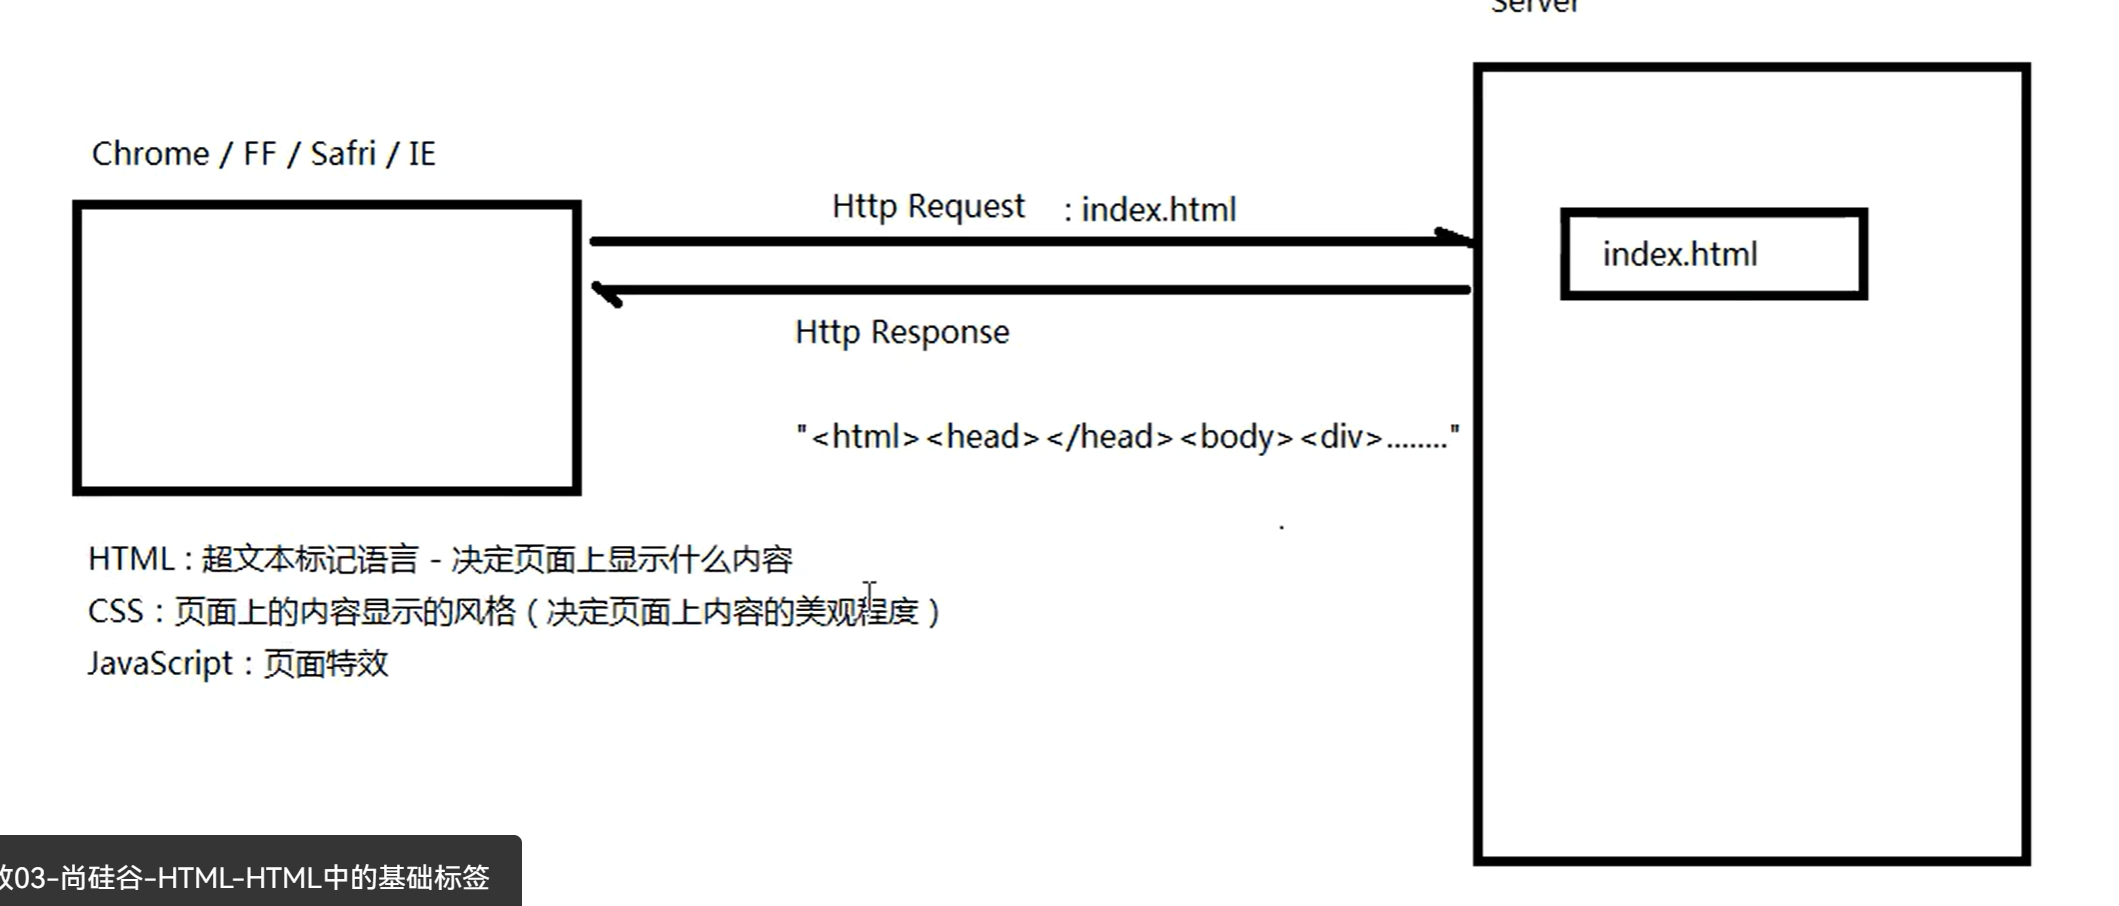 Server
Chrome / FF / Safri / IE
Http Request : index.html
index.html
Http Response
"<html><head></head><body><div>........"
HTML : 超文本标记语言 - 决定页面上显示什么内容
CSS : 页面上的内容显示的风格 ( 决定页面上内容的美观程度 )
JavaScript : 页面特效
03-尚硅谷-HTML-HTML中的基础标签